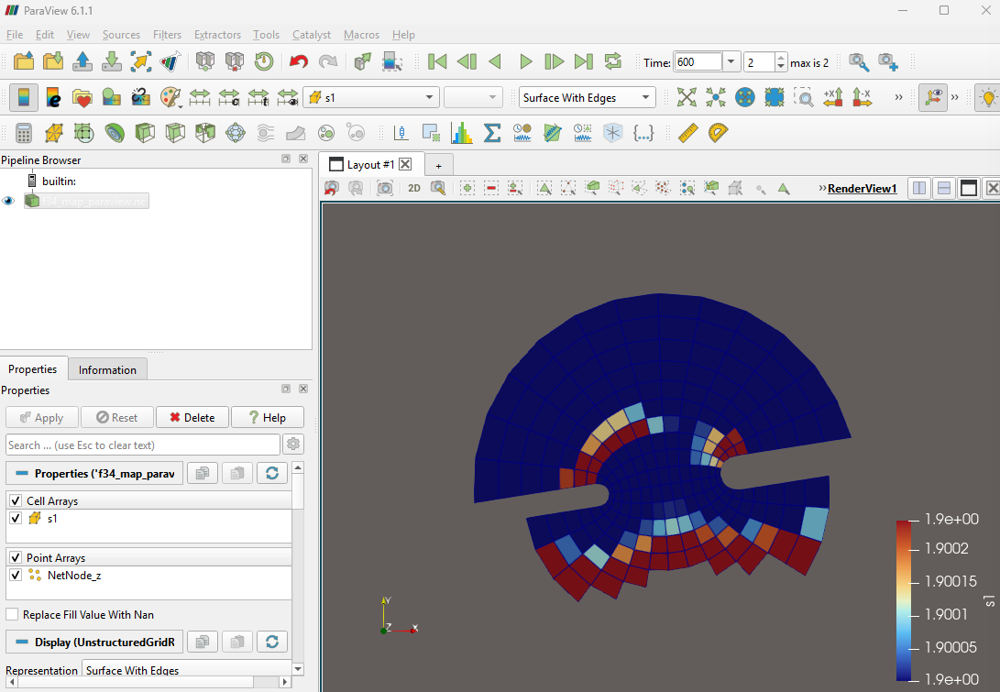 ParaView 6.1.1
File Edit View Sources Filters Extractors Tools Catalyst Macros Help
Time: 600 2 max is 2
s1 Surface With Edges
Pipeline Browser
builtin:
f34_map_paraview.nc
Layout #1
+
2D
RenderView1
Properties Information
Properties
Apply Reset Delete Help
Search ... (use Esc to clear text)
Properties ('f34_map_parav
Cell Arrays
s1
Point Arrays
NetNode_z
Replace Fill Value With Nan
Display (UnstructuredGridR
Representation Surface With Edges
Y
Z X
1.9e+00
1.9002
1.90015
1.9001
1.90005
1.9e+00
s1